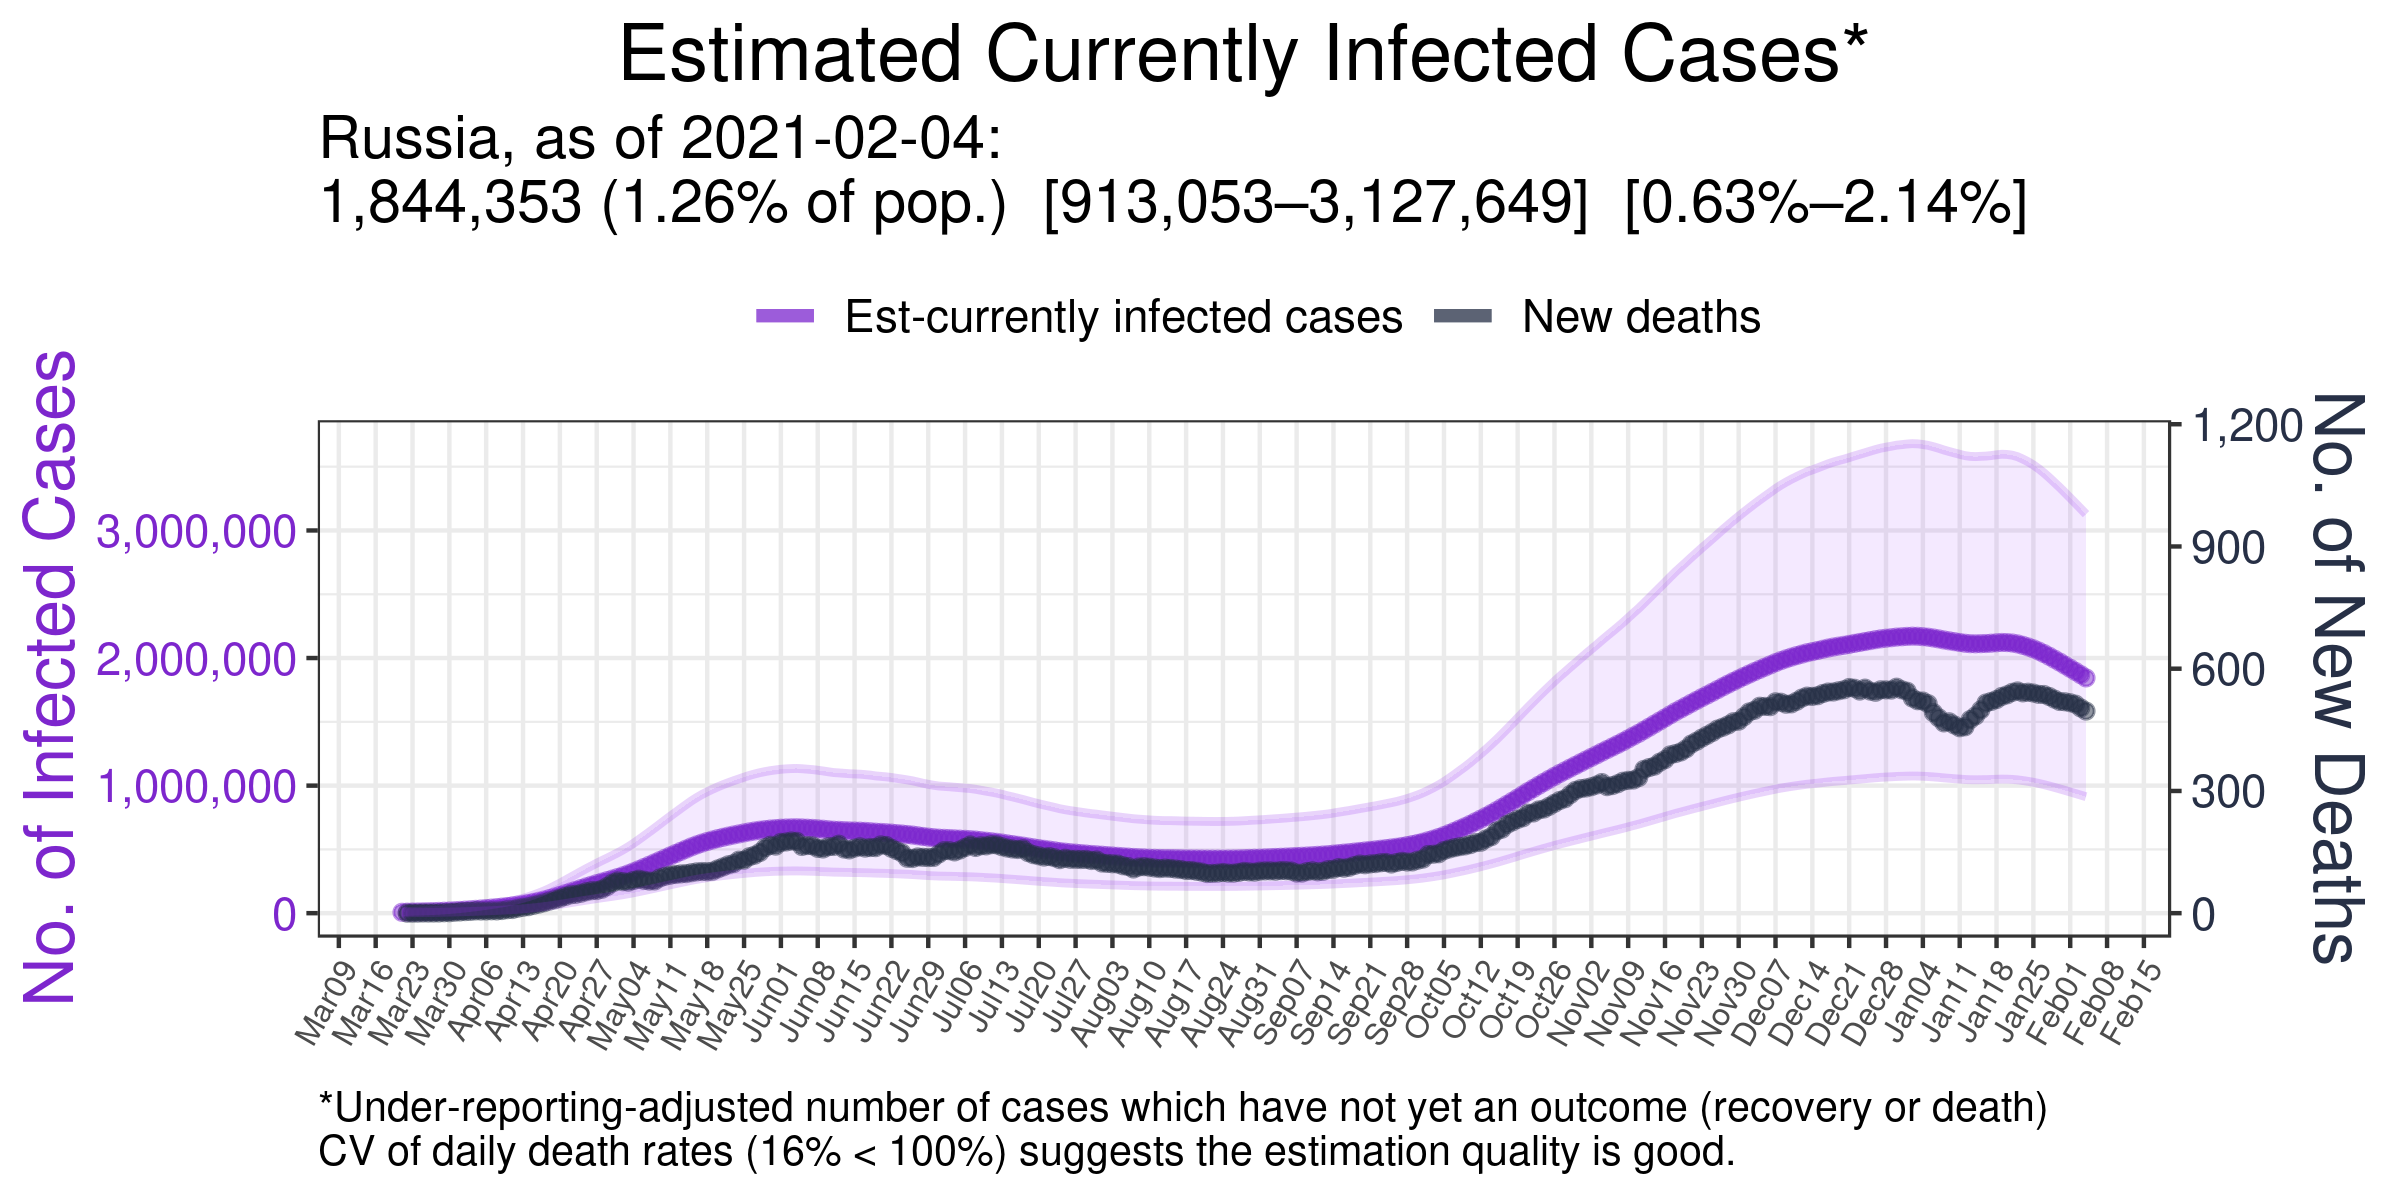 Estimated Currently Infected Cases*
Russia, as of 2021-02-04:
1,844,353 (1.26% of pop.) [913,053–3,127,649] [0.63%–2.14%]
Est-currently infected cases
New deaths
No. of Infected Cases
3,000,000
2,000,000
1,000,000
0
1,200
900
600
300
0
No. of New Deaths
Mar09
Mar16
Mar23
Mar30
Apr06
Apr13
Apr20
Apr27
May04
May11
May18
May25
Jun01
Jun08
Jun15
Jun22
Jun29
Jul06
Jul13
Jul20
Jul27
Aug03
Aug10
Aug17
Aug24
Aug31
Sep07
Sep14
Sep21
Sep28
Oct05
Oct12
Oct19
Oct26
Nov02
Nov09
Nov16
Nov23
Nov30
Dec07
Dec14
Dec21
Dec28
Jan04
Jan11
Jan18
Jan25
Feb01
Feb08
Feb15
*Under-reporting-adjusted number of cases which have not yet an outcome (recovery or death)
CV of daily death rates (16% < 100%) suggests the estimation quality is good.